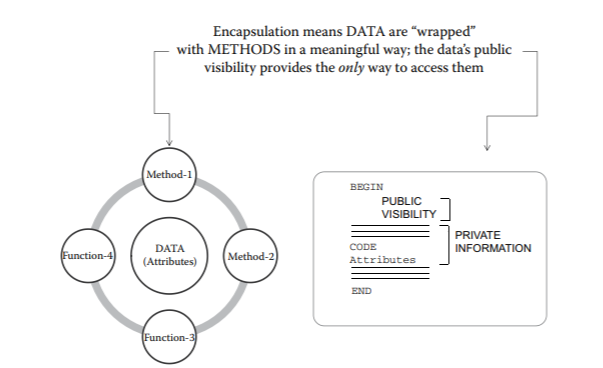 Encapsulation means DATA are “wrapped”
with METHODS in a meaningful way; the data’s public
visibility provides the only way to access them
Method-1
Function-4
DATA
(Attributes)
Method-2
Function-3
BEGIN
PUBLIC
VISIBILITY
CODE
Attributes
PRIVATE
INFORMATION
END